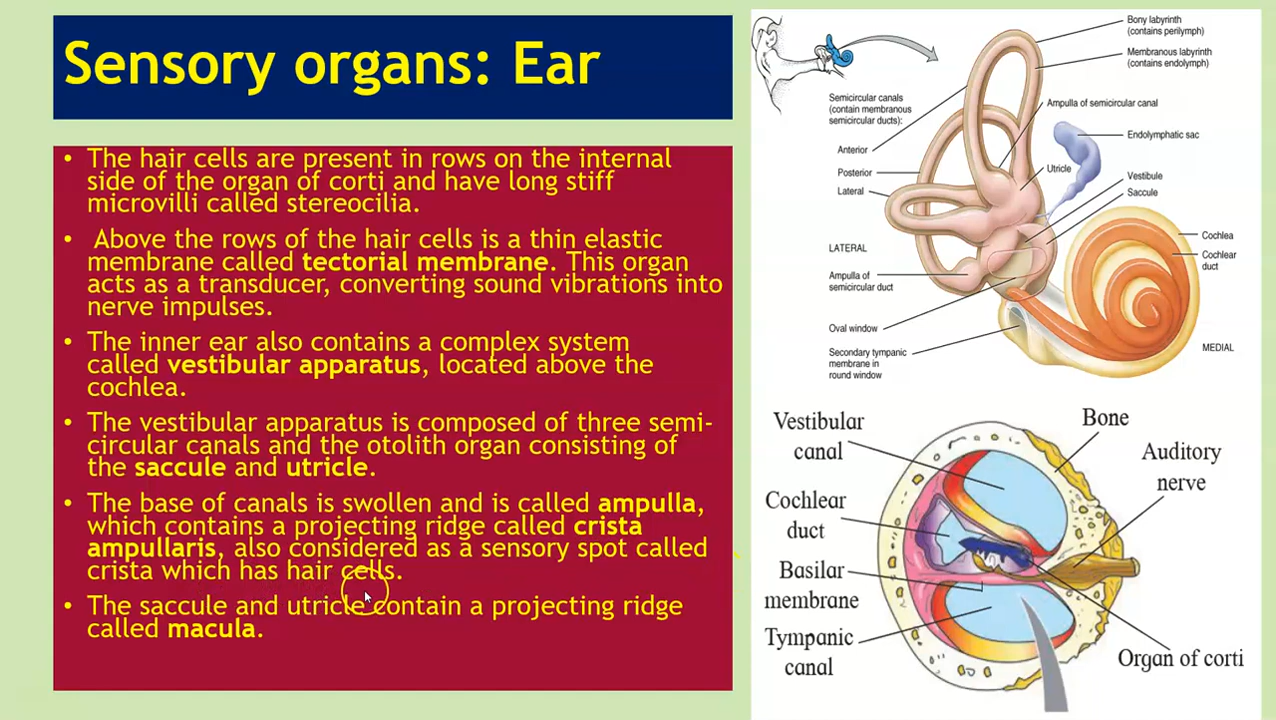 Sensory organs: Ear
• The hair cells are present in rows on the internal
side of the organ of corti and have long stiff
microvilli called stereocilia.
• Above the rows of the hair cells is a thin elastic
membrane called tectorial membrane. This organ
acts as a transducer, converting sound vibrations into
nerve impulses.
• The inner ear also contains a complex system
called vestibular apparatus, located above the
cochlea.
• The vestibular apparatus is composed of three semi-
circular canals and the otolith organ consisting of
the saccule and utricle.
• The base of canals is swollen and is called ampulla,
which contains a projecting ridge called crista
ampullaris, also considered as a sensory spot called
crista which has hair cells.
• The saccule and utricle contain a projecting ridge
called macula.
Bony labyrinth
(contains perilymph)
Membranous labyrinth
(contains endolymph)
Semicircular canals
(contain membranous
semicircular ducts):
Ampulla of semicircular canal
Endolymphatic sac
Anterior
Posterior
Lateral
Utricle
Vestibule
Saccule
LATERAL
Cochlea
Cochlear
duct
Ampulla of
semicircular duct
Oval window
Secondary tympanic
membrane in
round window
MEDIAL
Vestibular
canal
Bone
Auditory
nerve
Cochlear
duct
Basilar
membrane
Tympanic
canal
Organ of corti